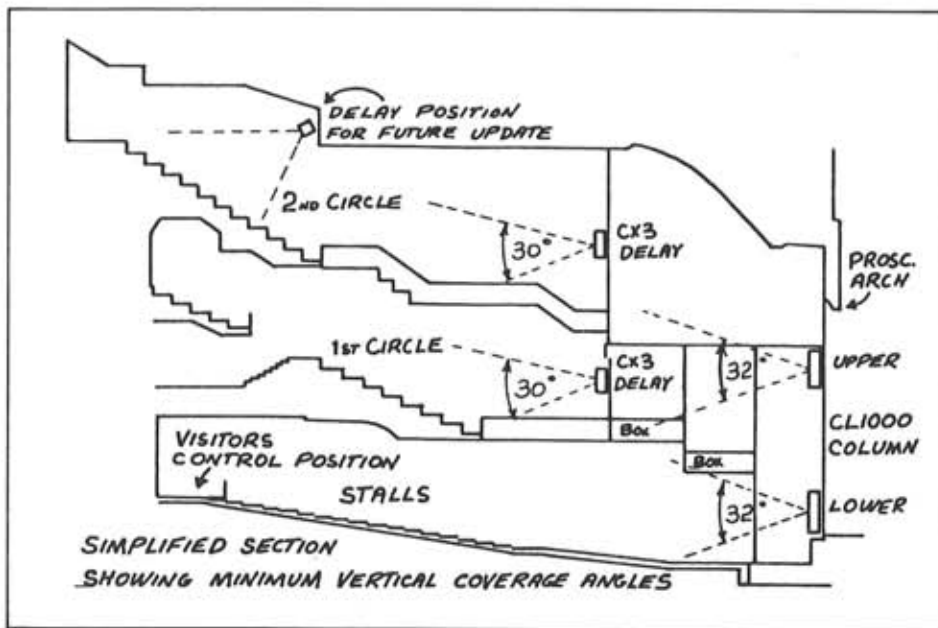 DELAY POSITION
FOR FUTURE UPDATE
2ND CIRCLE
30°
CX3
DELAY
PROSC.
ARCH
1ST CIRCLE
30°
CX3
DELAY
32°
UPPER
BOX
CL1000
COLUMN
VISITORS
CONTROL POSITION
BOX
STALLS
32°
LOWER
SIMPLIFIED SECTION
SHOWING MINIMUM VERTICAL COVERAGE ANGLES